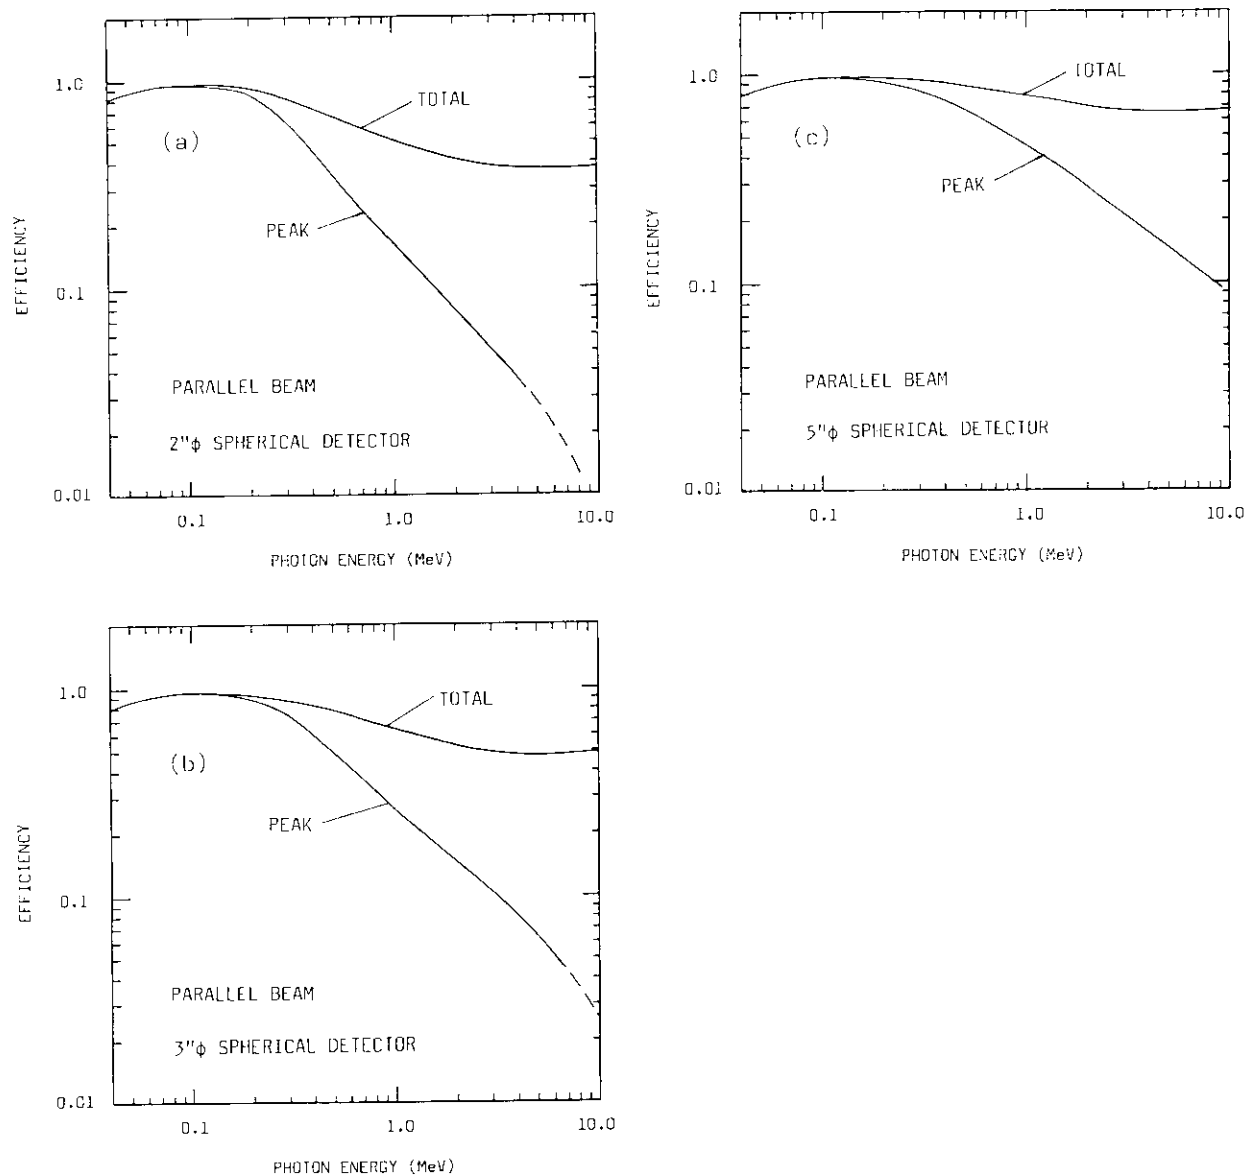 1.0
TOTAL
(a)
PEAK
EFFICIENCY
0.1
PARALLEL BEAM
2"φ SPHERICAL DETECTOR
0.01
0.1
1.0
10.0
PHOTON ENERGY (MeV)
1.0
TOTAL
(c)
PEAK
EFFICIENCY
0.1
PARALLEL BEAM
5"φ SPHERICAL DETECTOR
0.01
0.1
1.0
10.0
PHOTON ENERGY (MeV)
1.0
TOTAL
(b)
PEAK
EFFICIENCY
0.1
PARALLEL BEAM
3"φ SPHERICAL DETECTOR
0.01
0.1
1.0
10.0
PHOTON ENERGY (MeV)